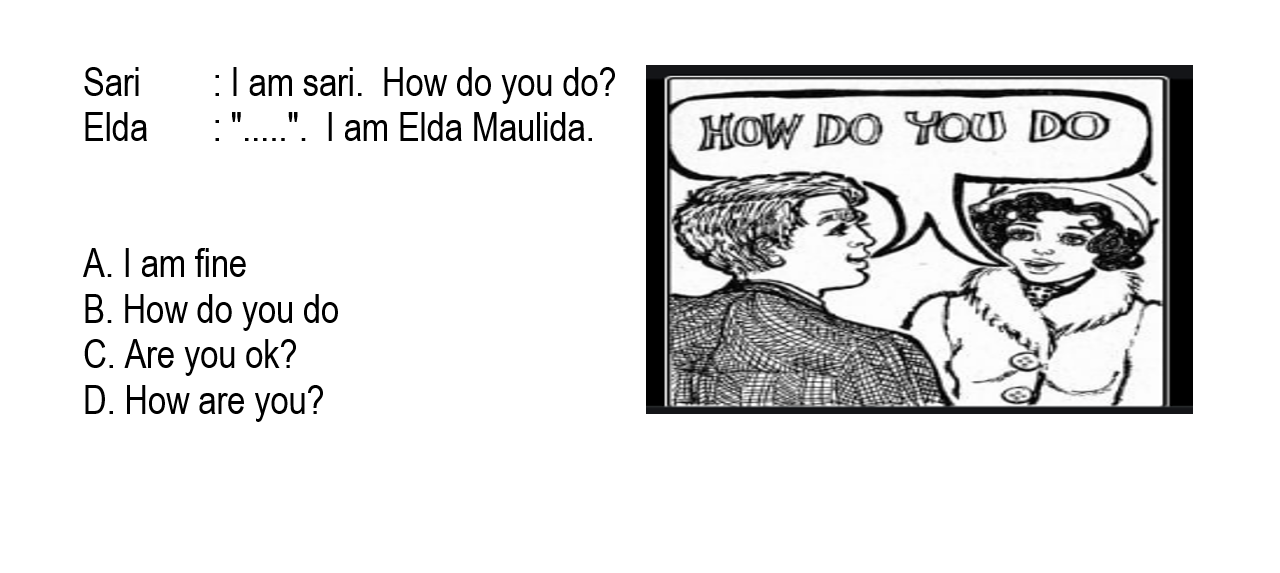 Sari : I am sari. How do you do?
Elda : ".....". I am Elda Maulida.
A. I am fine
B. How do you do
C. Are you ok?
D. How are you?
HOW DO YOU DO